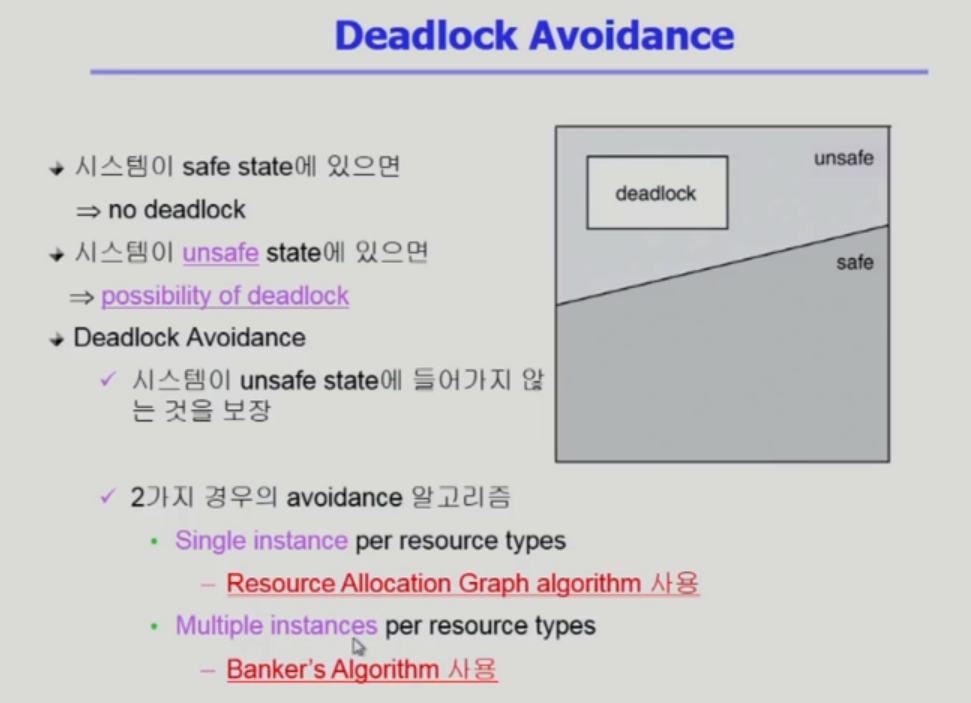 Deadlock Avoidance
시스템이 safe state에 있으면
⇒ no deadlock
시스템이 unsafe state에 있으면
⇒ possibility of deadlock
Deadlock Avoidance
✓ 시스템이 unsafe state에 들어가지 않
는 것을 보장
✓ 2가지 경우의 avoidance 알고리즘
• Single instance per resource types
– Resource Allocation Graph algorithm 사용
• Multiple instances per resource types
– Banker's Algorithm 사용
unsafe
deadlock
safe